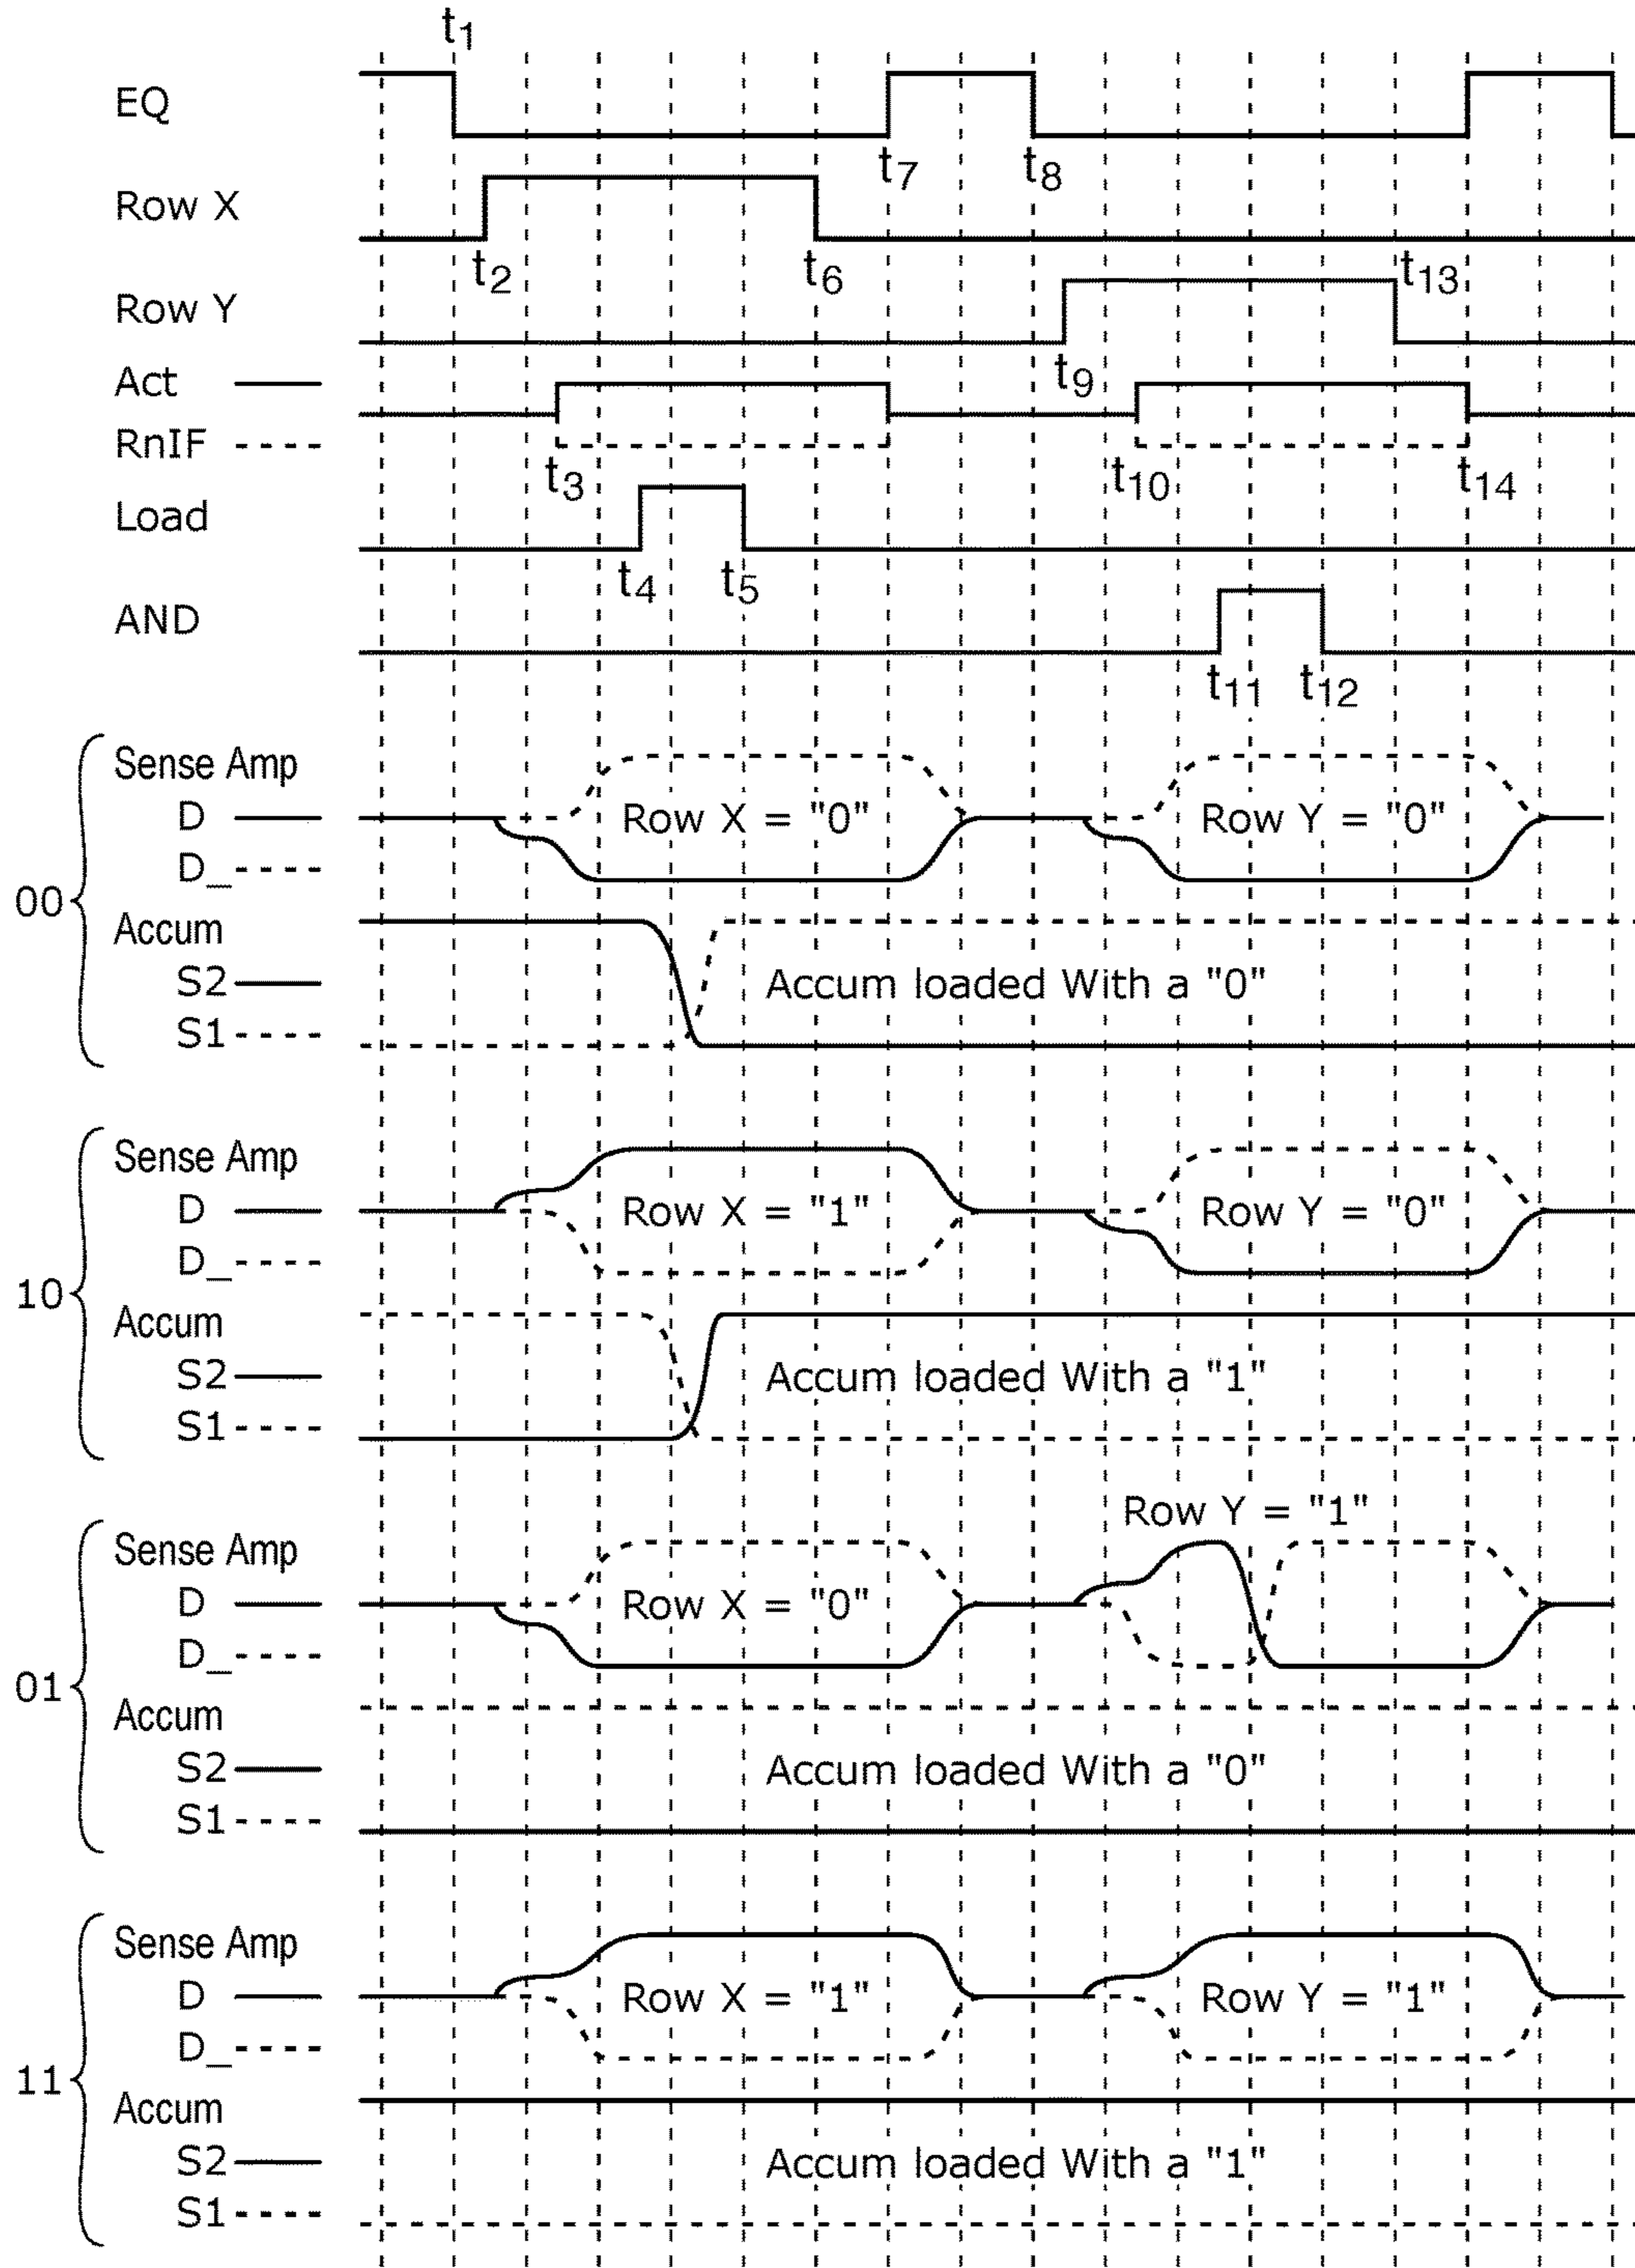 t1
EQ
t7 t8
Row X
t2 t6 t13
Row Y
t9
Act
RnIF
t3 t10 t14
Load
t4 t5
AND
t11 t12
00
Sense Amp
D Row X = "0" Row Y = "0"
D_
Accum
S2 Accum loaded With a "0"
S1
10
Sense Amp
D Row X = "1" Row Y = "0"
D_
Accum
S2 Accum loaded With a "1"
S1
Row Y = "1"
01
Sense Amp
D Row X = "0"
D_
Accum
S2 Accum loaded With a "0"
S1
11
Sense Amp
D Row X = "1" Row Y = "1"
D_
Accum
S2 Accum loaded With a "1"
S1